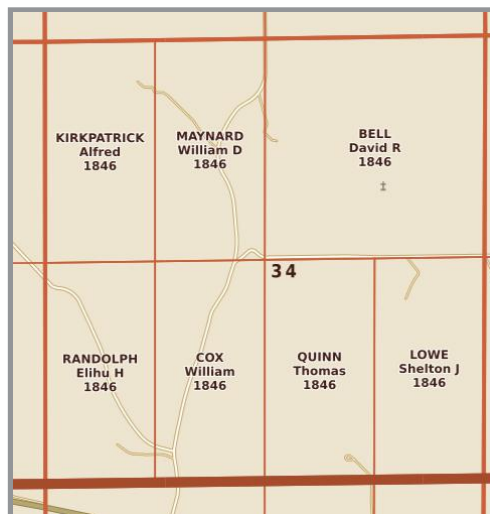 KIRKPATRICK
Alfred
1846
MAYNARD
William D
1846
BELL
David R
1846
34
RANDOLPH
Elihu H
1846
COX
William
1846
QUINN
Thomas
1846
LOWE
Shelton J
1846